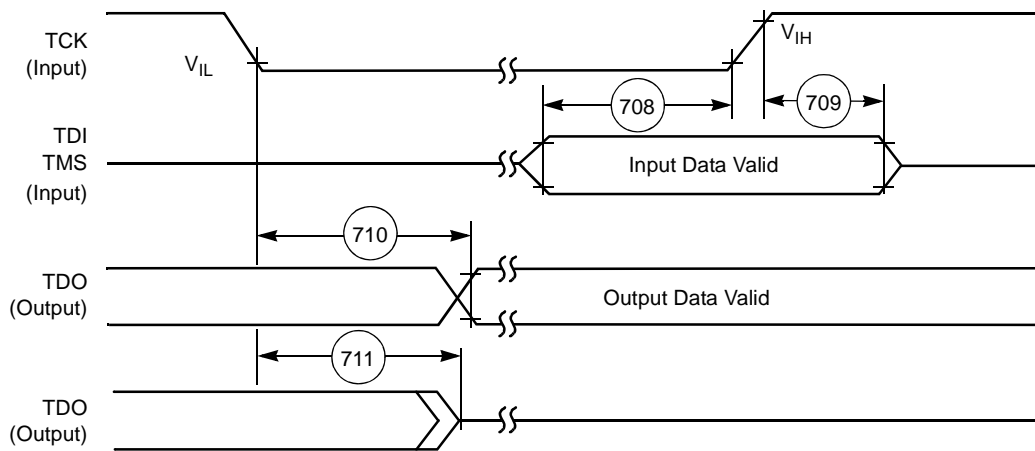 TCK
(Input)
VIL
VIH
708
709
TDI
TMS
(Input)
Input Data Valid
710
TDO
(Output)
Output Data Valid
711
TDO
(Output)